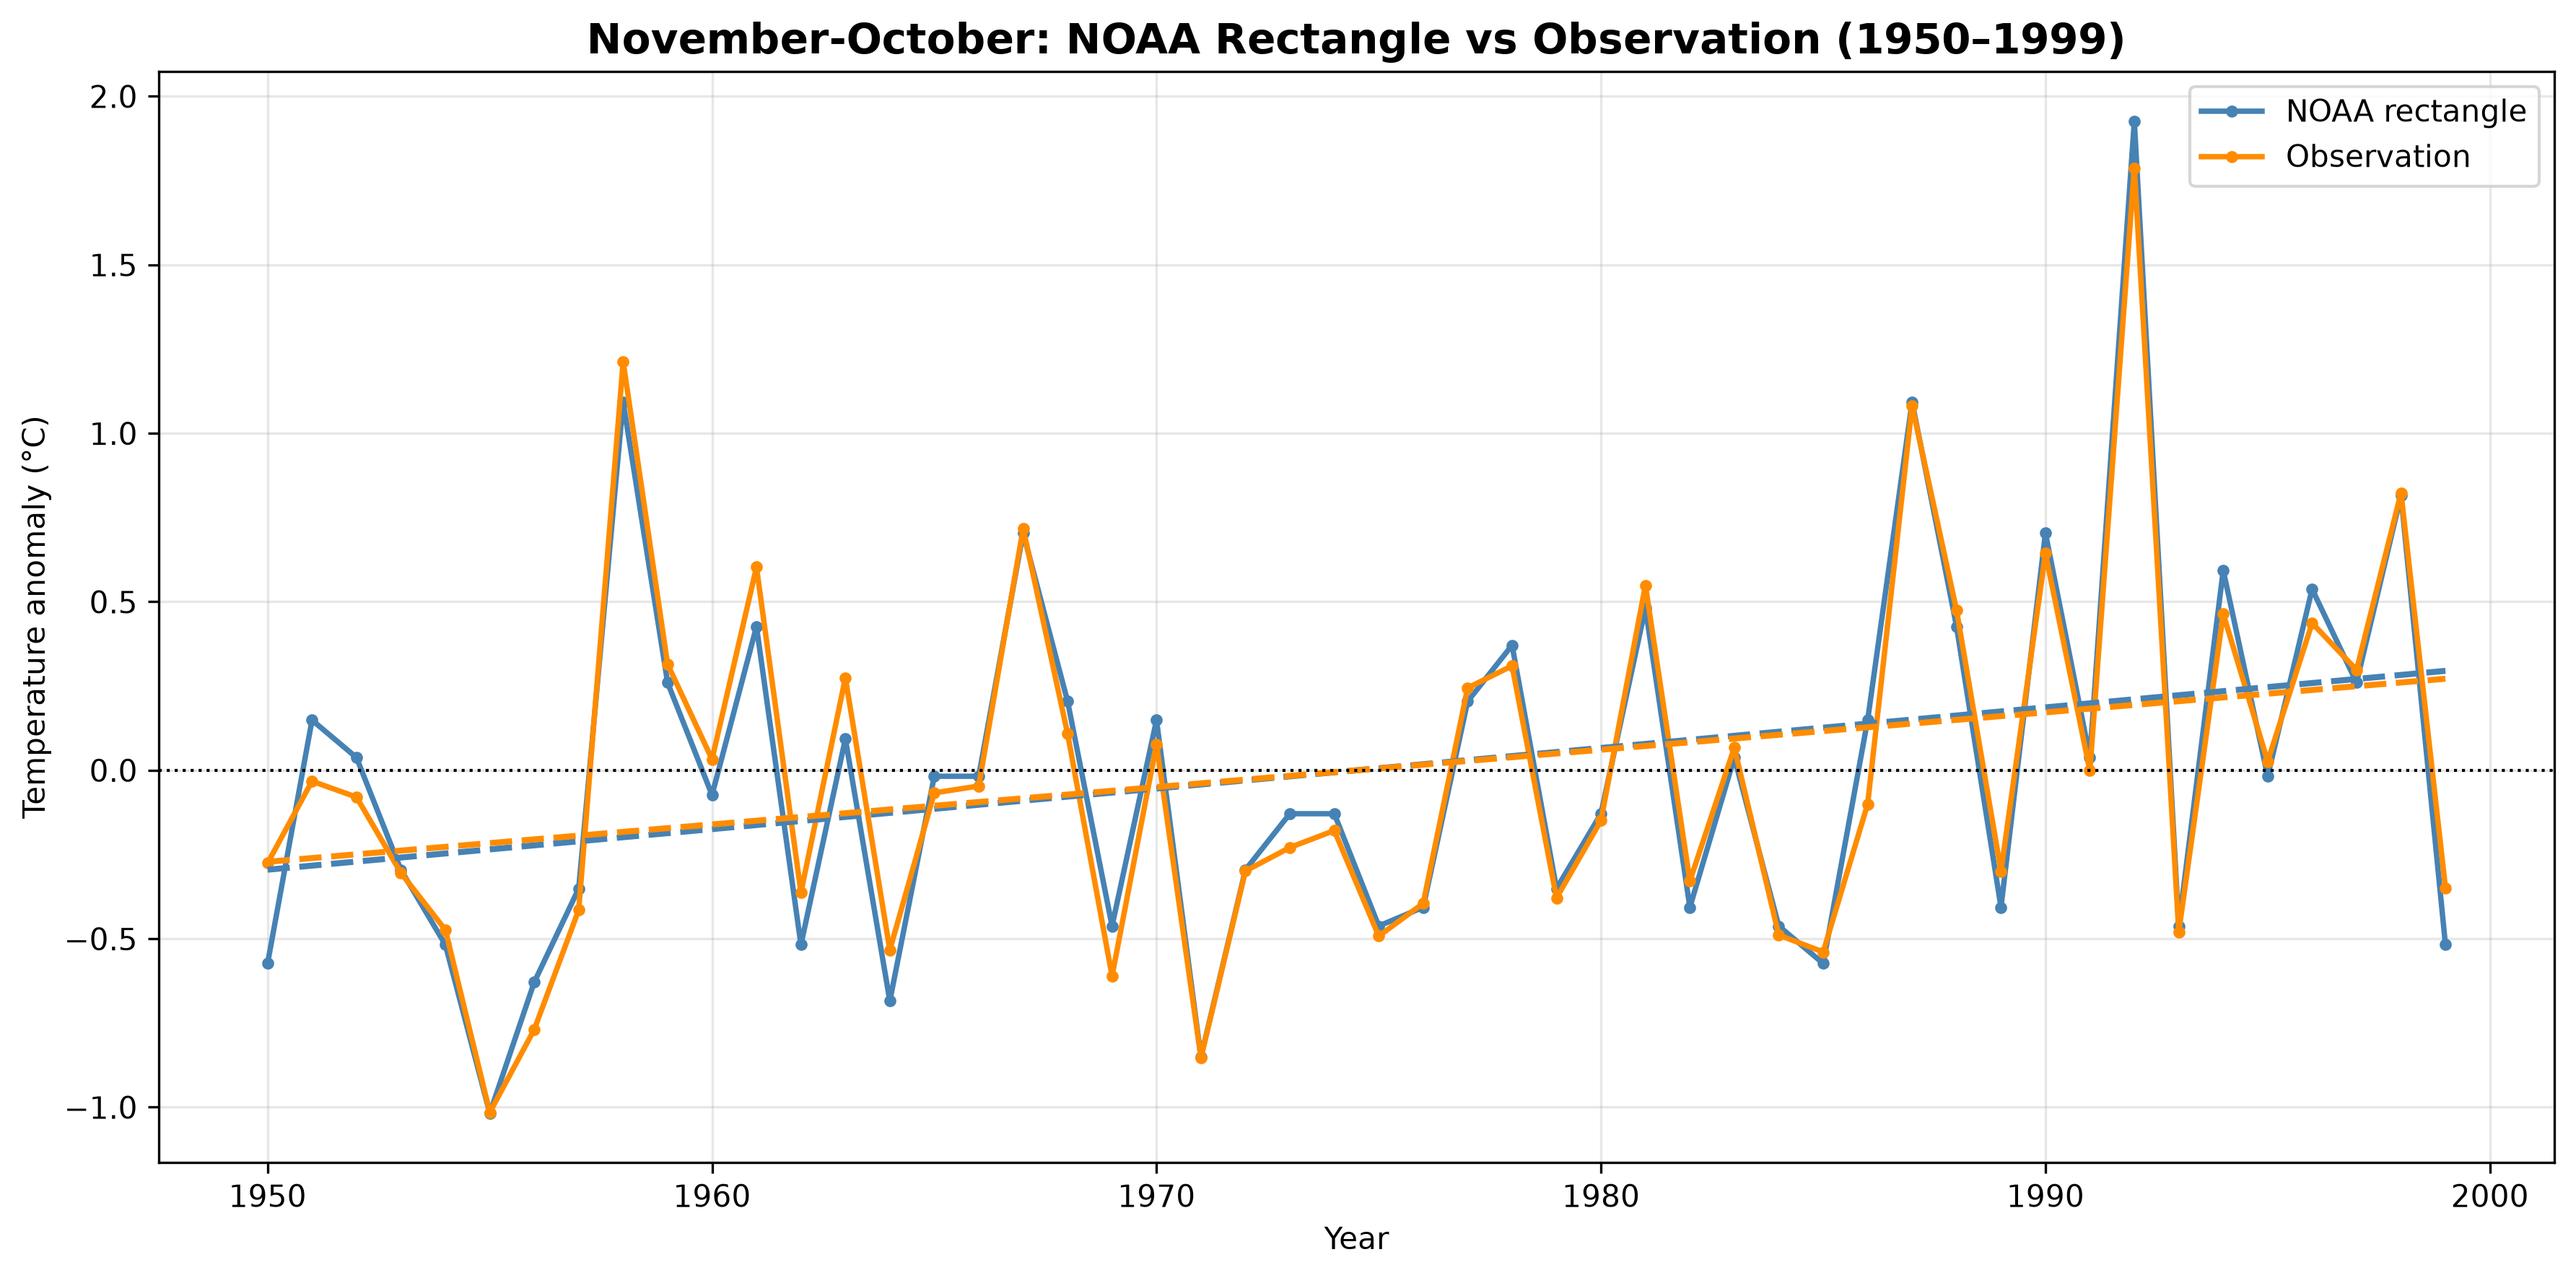 November-October: NOAA Rectangle vs Observation (1950–1999)
NOAA rectangle
Observation
Temperature anomaly (°C)
2.0
1.5
1.0
0.5
0.0
−0.5
−1.0
1950 1960 1970 1980 1990 2000
Year